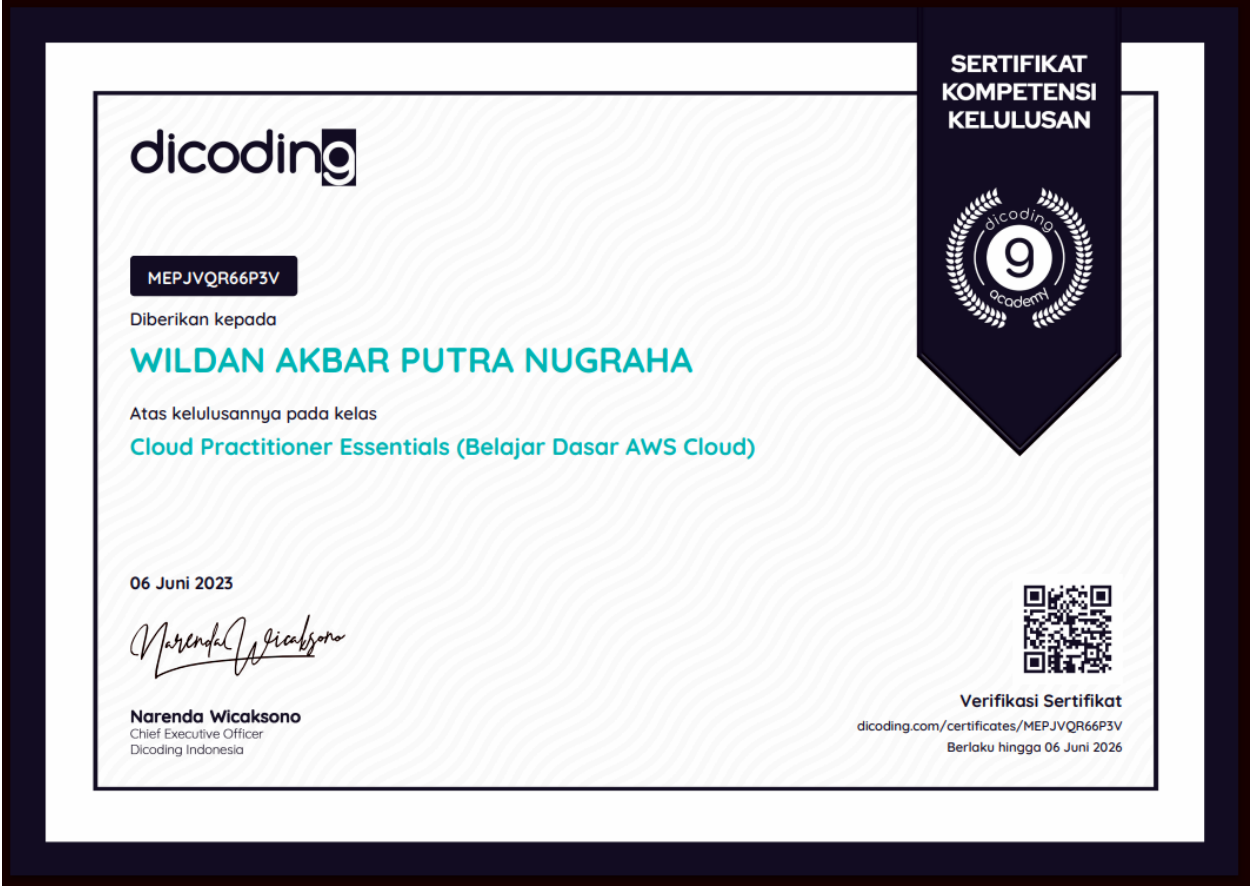 SERTIFIKAT
KOMPETENSI
KELULUSAN
dicoding
dicoding
9
academy
MEPJVQR66P3V
Diberikan kepada
WILDAN AKBAR PUTRA NUGRAHA
Atas kelulusannya pada kelas
Cloud Practitioner Essentials (Belajar Dasar AWS Cloud)
06 Juni 2023
Narenda Wicaksono
Narenda Wicaksono
Chief Executive Officer
Dicoding Indonesia
Verifikasi Sertifikat
dicoding.com/certificates/MEPJVQR66P3V
Berlaku hingga 06 Juni 2026